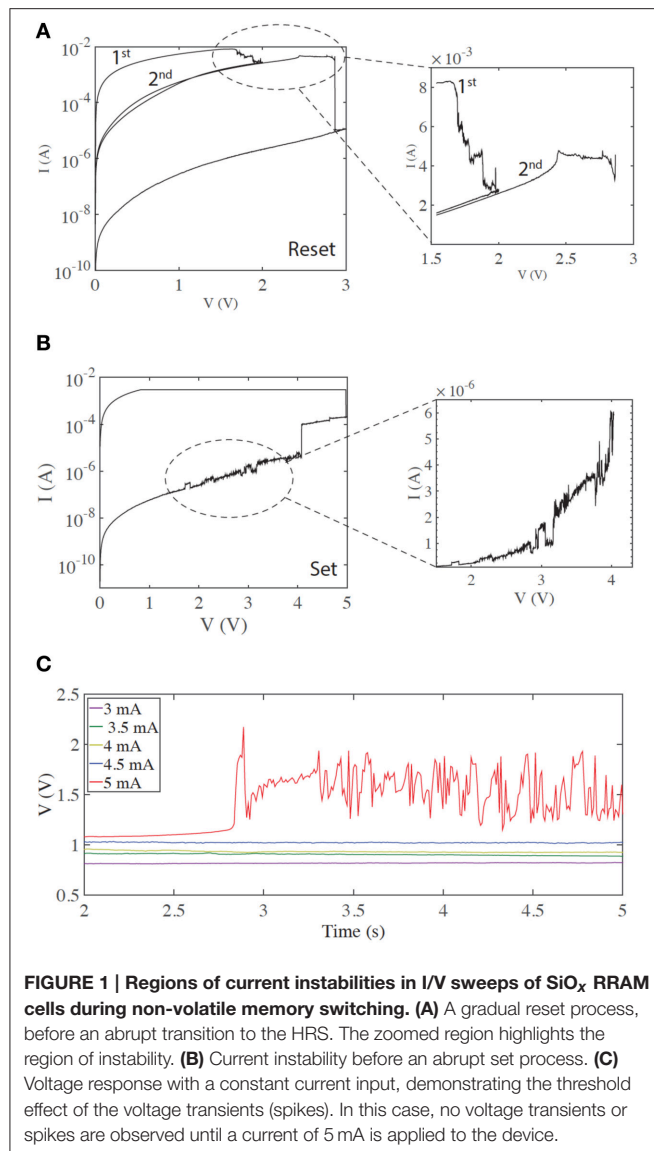 A
10⁻²
10⁻⁴
10⁻⁶
10⁻⁸
10⁻¹⁰
I (A)
1st
2nd
Reset
0 1 2 3
V (V)
× 10⁻³
8
6
4
2
I (A)
1st
2nd
1.5 2 2.5 3
V (V)
B
10⁻²
10⁻⁴
10⁻⁶
10⁻⁸
10⁻¹⁰
I (A)
Set
0 1 2 3 4 5
V (V)
× 10⁻⁶
6
5
4
3
2
1
I (A)
2 3 4
V (V)
C
2.5
2
1.5
1
0.5
V (V)
3 mA
3.5 mA
4 mA
4.5 mA
5 mA
2 2.5 3 3.5 4 4.5 5
Time (s)
FIGURE 1 | Regions of current instabilities in I/V sweeps of SiOx RRAM
cells during non-volatile memory switching. (A) A gradual reset process,
before an abrupt transition to the HRS. The zoomed region highlights the
region of instability. (B) Current instability before an abrupt set process. (C)
Voltage response with a constant current input, demonstrating the threshold
effect of the voltage transients (spikes). In this case, no voltage transients or
spikes are observed until a current of 5 mA is applied to the device.